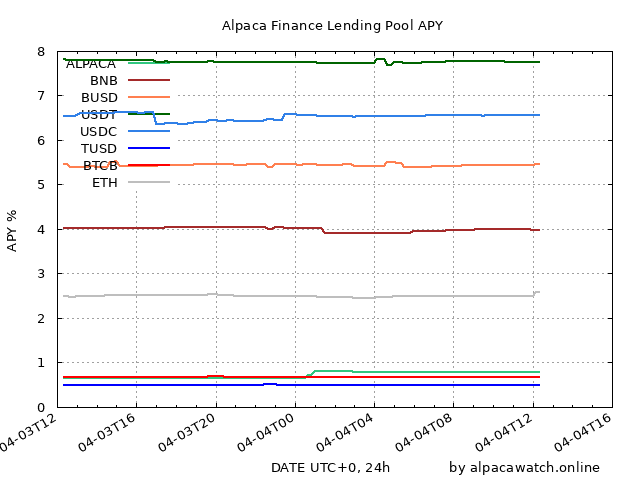 Alpaca Finance Lending Pool APY
8
7
6
5
4
3
2
1
0
APY %
ALPACA
BNB
BUSD
USDT
USDC
TUSD
BTCB
ETH
04-03T12
04-03T16
04-03T20
04-04T00
04-04T04
04-04T08
04-04T12
04-04T16
DATE UTC+0, 24h by alpacawatch.online